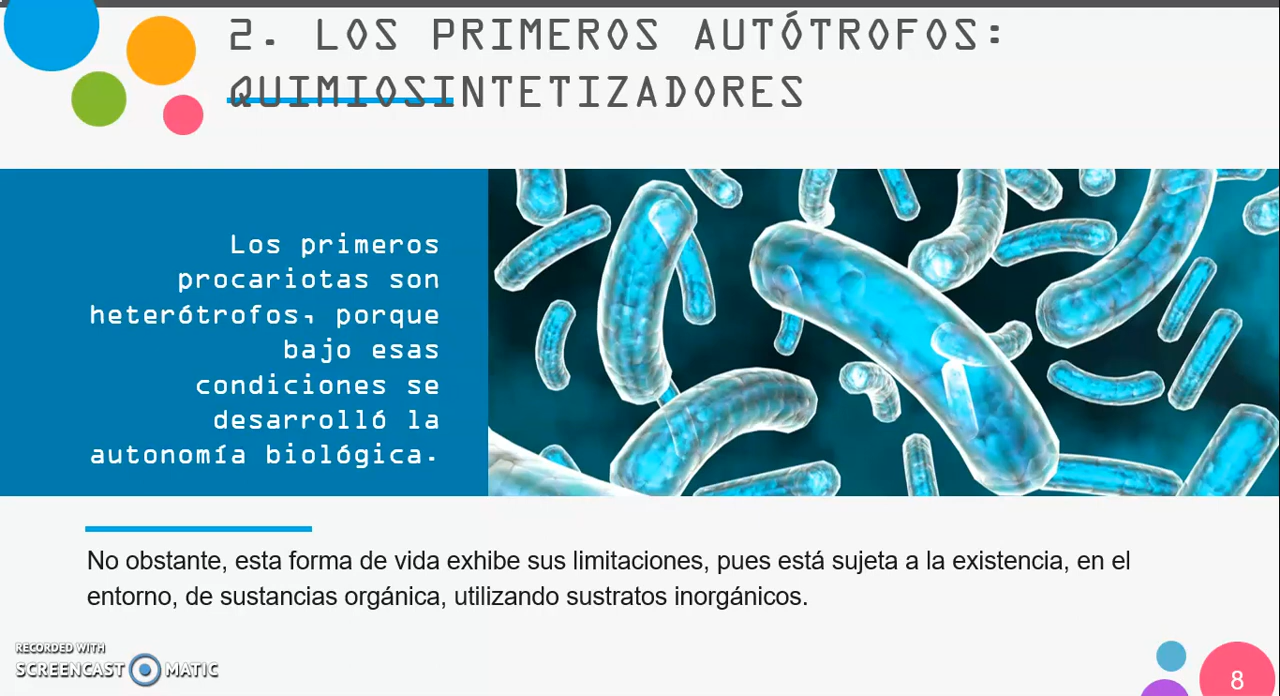 2. LOS PRIMEROS AUTÓTROFOS:
QUIMIOSINTETIZADORES
Los primeros
procariotas son
heterótrofos, porque
bajo esas
condiciones se
desarrolló la
autonomía biológica.
No obstante, esta forma de vida exhibe sus limitaciones, pues está sujeta a la existencia, en el
entorno, de sustancias orgánica, utilizando sustratos inorgánicos.
RECORDED WITH
SCREENCAST MATIC
8